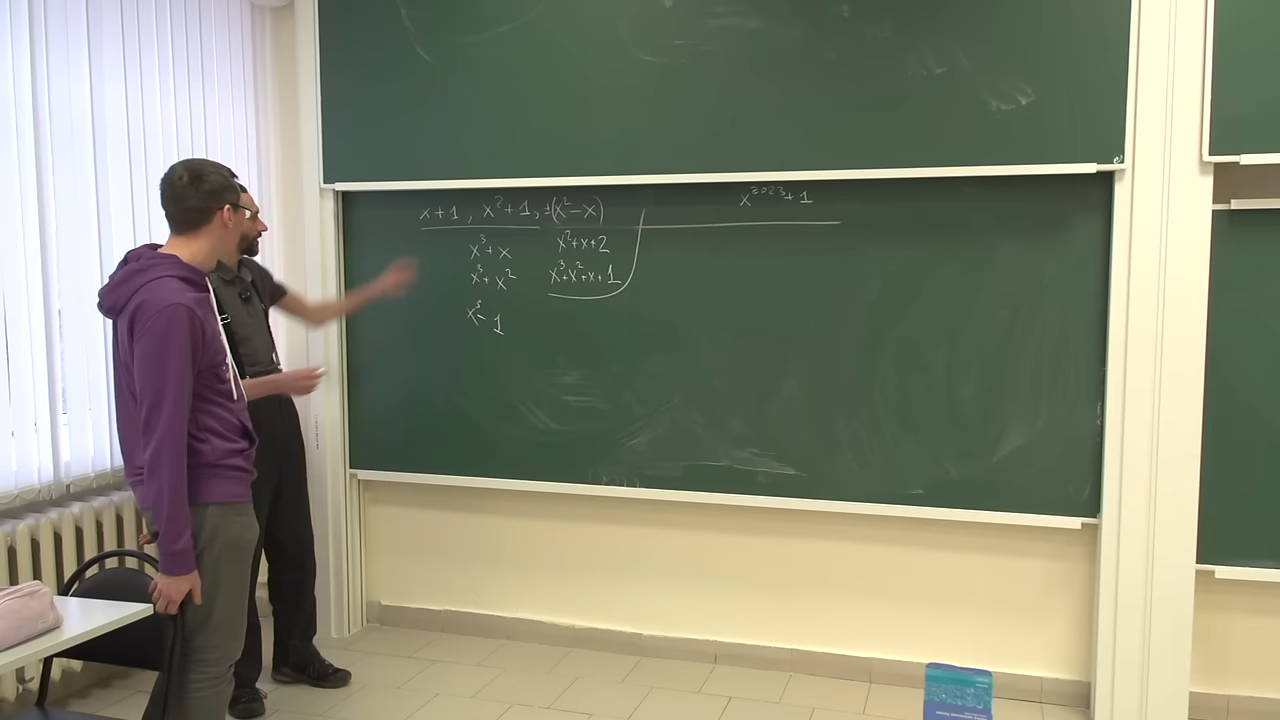 x+1, x²+1, ±(x²-x)
x³+x
x³+x²
x³-1
x²+x+2
x³+x²+x+1
x²⁰²³+1